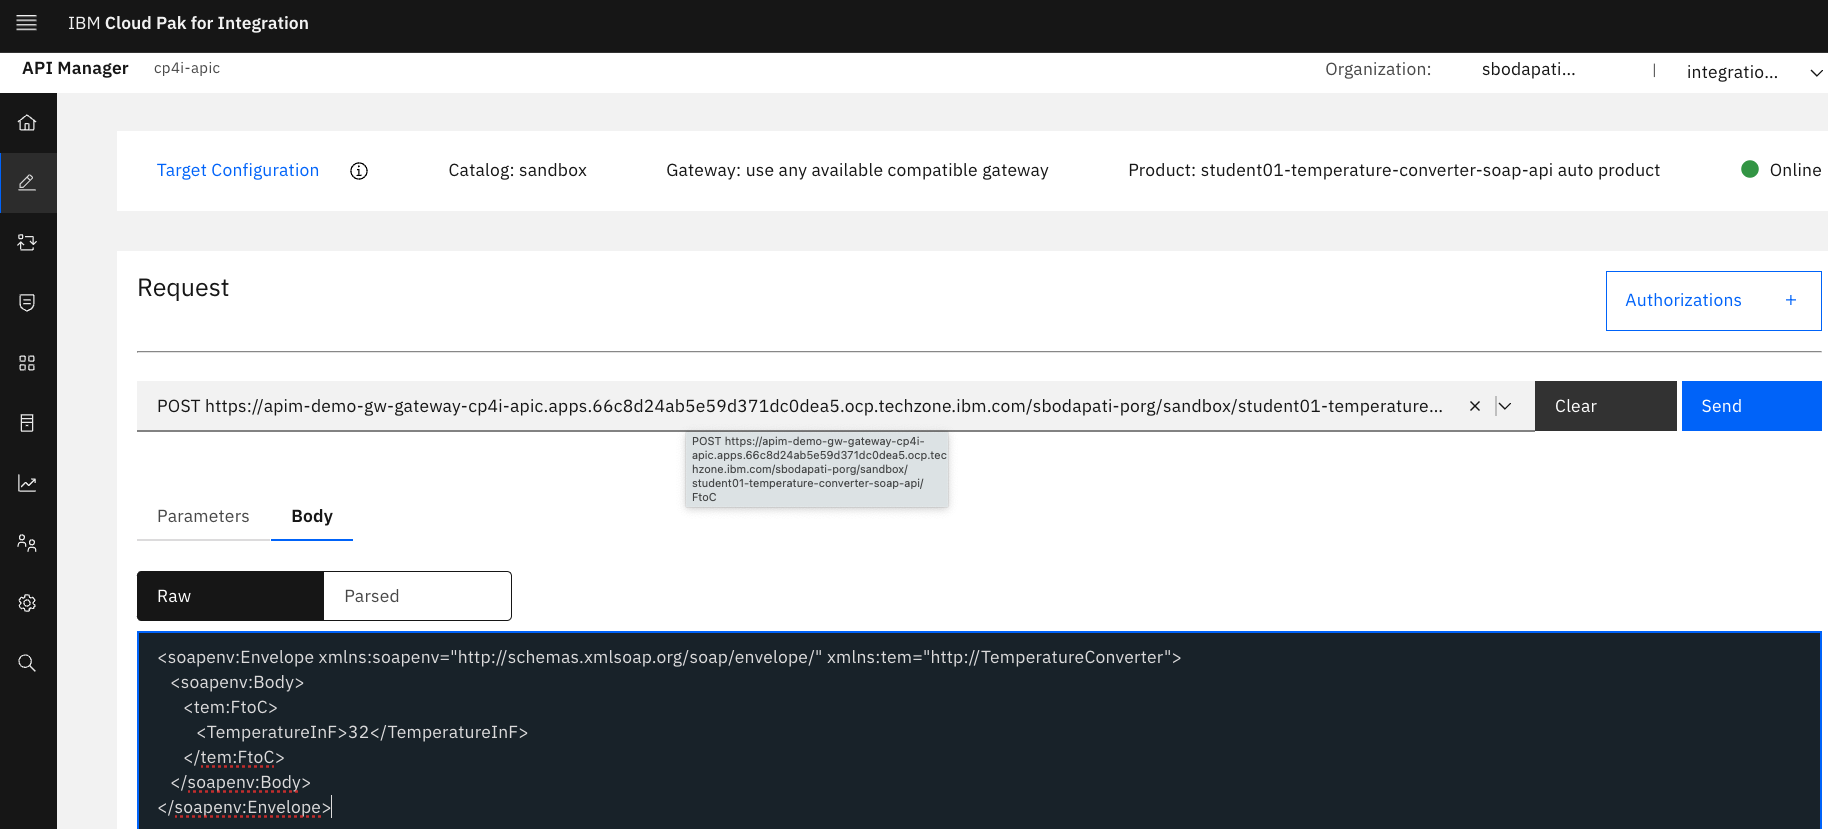 IBM Cloud Pak for Integration
API Manager cp4i-apic Organization: sbodapati... | integratio...
Target Configuration Catalog: sandbox Gateway: use any available compatible gateway Product: student01-temperature-converter-soap-api auto product Online
Request
Authorizations +
POST https://apim-demo-gw-gateway-cp4i-apic.apps.66c8d24ab5e59d371dc0dea5.ocp.techzone.ibm.com/sbodapati-porg/sandbox/student01-temperature... Clear Send
POST https://apim-demo-gw-gateway-cp4i-
apic.apps.66c8d24ab5e59d371dc0dea5.ocp.tec
hzone.ibm.com/sbodapati-porg/sandbox/
student01-temperature-converter-soap-api/
FtoC
Parameters Body
Raw Parsed
<soapenv:Envelope xmlns:soapenv="http://schemas.xmlsoap.org/soap/envelope/" xmlns:tem="http://TemperatureConverter">
<soapenv:Body>
<tem:FtoC>
<TemperatureInF>32</TemperatureInF>
</tem:FtoC>
</soapenv:Body>
</soapenv:Envelope>